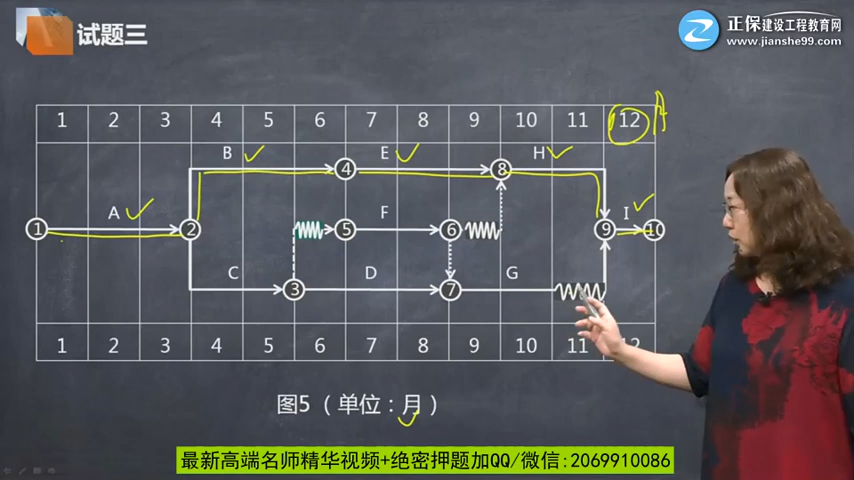 试题三
正保建设工程教育网
www.jianshe99.com
1 2 3 4 5 6 7 8 9 10 11 12
B E H
4 8
A F I
1 2 5 6 9 10
C D G
3 7
1 2 3 4 5 6 7 8 9 10 11 12
图5（单位：月）
最新高端名师精华视频+绝密押题加QQ/微信:2069910086